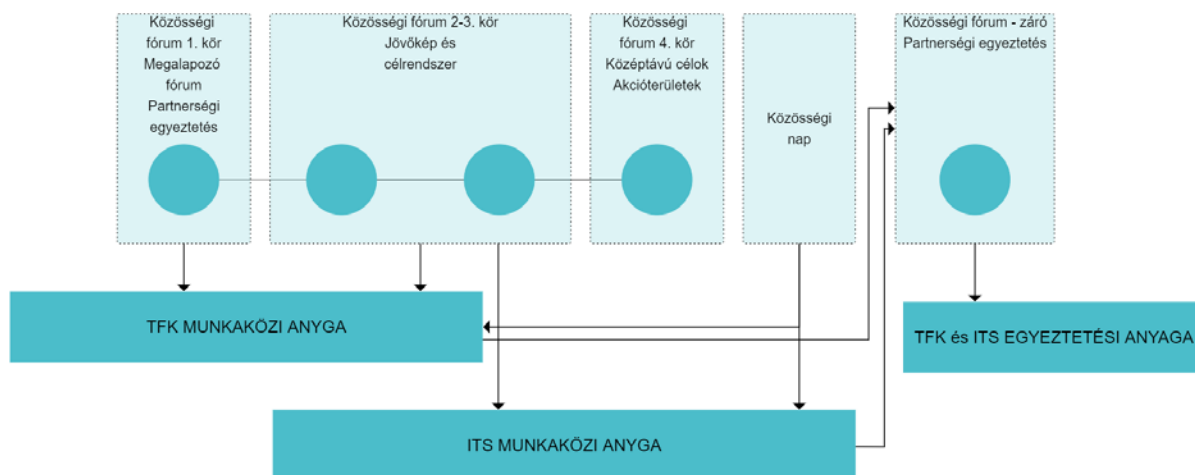 Közösségi
fórum 1. kör
Megalapozó
fórum
Partnerségi
egyeztetés
Közösségi fórum 2-3. kör
Jövőkép és
célrendszer
Közösségi
fórum 4. kör
Középtávú célok
Akcióterületek
Közösségi
nap
Közösségi fórum - záró
Partnerségi egyeztetés
TFK MUNKAKÖZI ANYGA
TFK és ITS EGYEZTETÉSI ANYAGA
ITS MUNKAKÖZI ANYGA